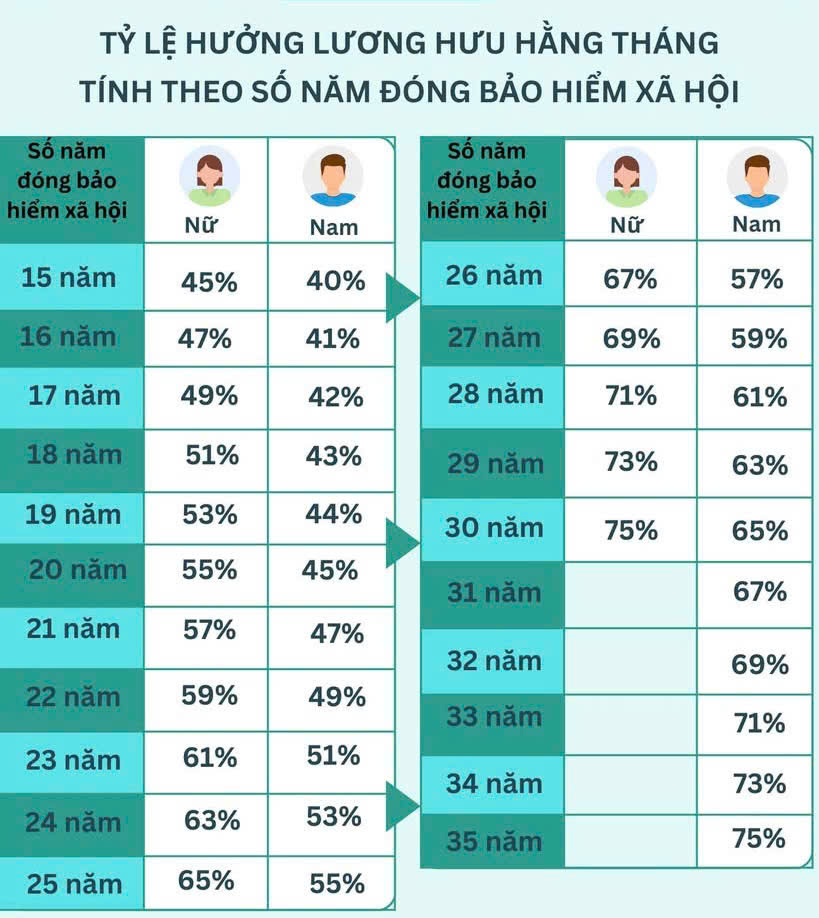 TỶ LỆ HƯỞNG LƯƠNG HƯU HẰNG THÁNG
TÍNH THEO SỐ NĂM ĐÓNG BẢO HIỂM XÃ HỘI
Số năm
đóng bảo
hiểm xã hội
Nữ
Nam
15 năm 45% 40%
16 năm 47% 41%
17 năm 49% 42%
18 năm 51% 43%
19 năm 53% 44%
20 năm 55% 45%
21 năm 57% 47%
22 năm 59% 49%
23 năm 61% 51%
24 năm 63% 53%
25 năm 65% 55%
Số năm
đóng bảo
hiểm xã hội
Nữ
Nam
26 năm 67% 57%
27 năm 69% 59%
28 năm 71% 61%
29 năm 73% 63%
30 năm 75% 65%
31 năm 67%
32 năm 69%
33 năm 71%
34 năm 73%
35 năm 75%